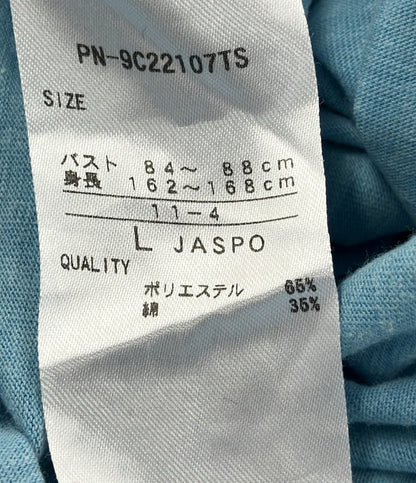 PN-9C22107TS
SIZE
バスト 84～ 88cm
身長 162～168cm
11-4
L JASPO
QUALITY
ポリエステル 65%
綿 35%